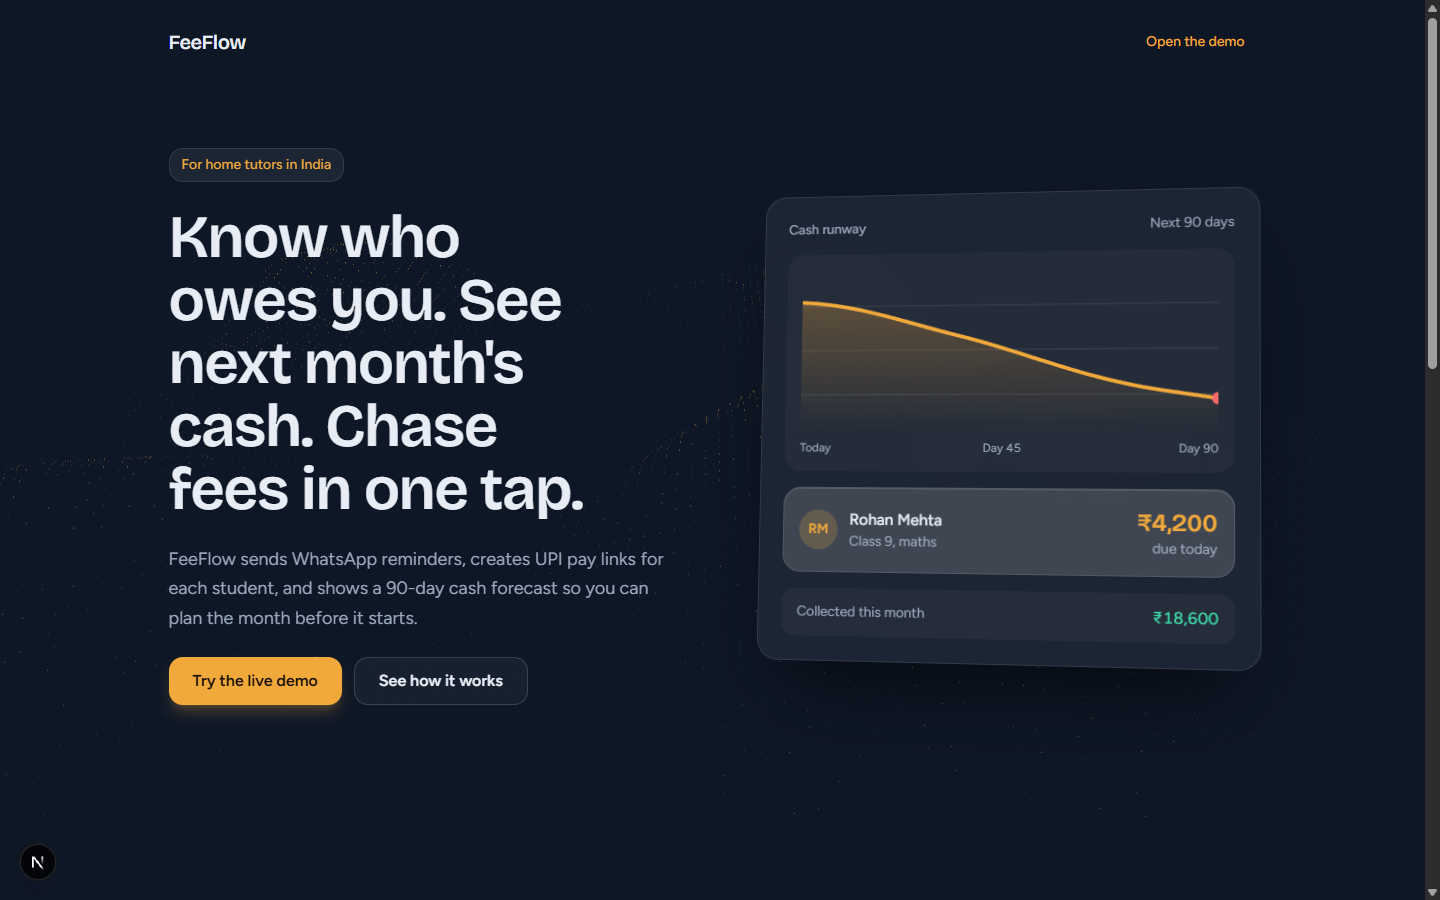 FeeFlow
Open the demo
For home tutors in India
Know who
owes you. See
next month's
cash. Chase
fees in one tap.
FeeFlow sends WhatsApp reminders, creates UPI pay links for
each student, and shows a 90-day cash forecast so you can
plan the month before it starts.
Try the live demo
See how it works
Cash runway
Next 90 days
Today
Day 45
Day 90
RM
Rohan Mehta
Class 9, maths
₹4,200
due today
Collected this month
₹18,600
N